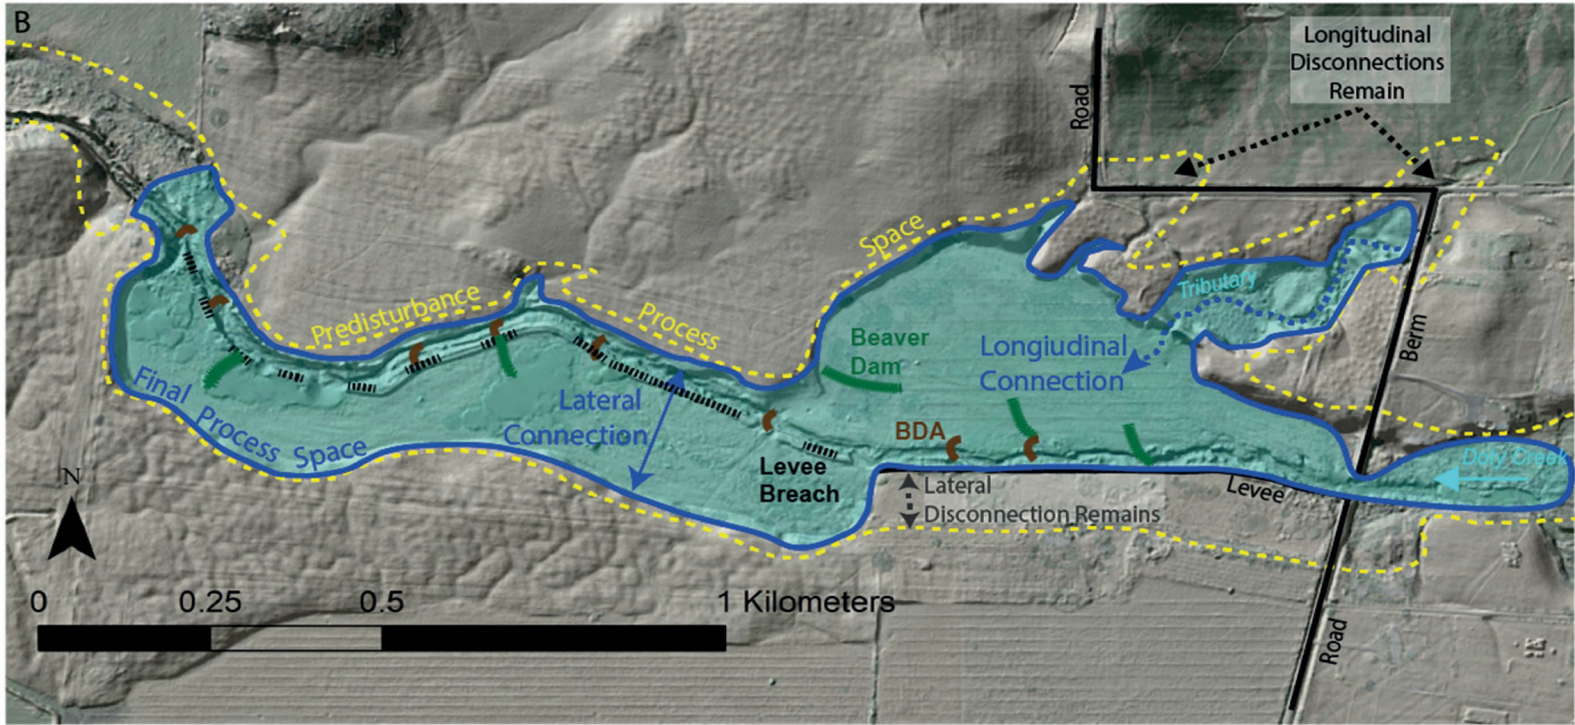 B
Longitudinal
Disconnections
Remain
Road
Space
Predisturbance
Process
Tributary
Beaver
Dam
Longiudinal
Connection
Berm
Final Process Space
Lateral
Connection
BDA
Levee
Breach
Doty Creek
Levee
Lateral
Disconnection Remains
N
0 0.25 0.5 1 Kilometers
Road